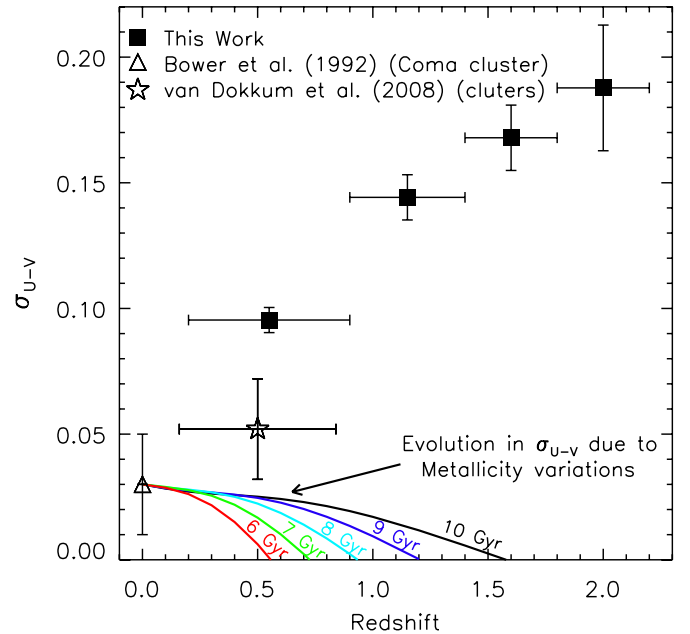 This Work
Bower et al. (1992) (Coma cluster)
van Dokkum et al. (2008) (cluters)
0.20
0.15
0.10
0.05
0.00
σU−V
Evolution in σU−V due to
Metallicity variations
6 Gyr
7 Gyr
8 Gyr
9 Gyr
10 Gyr
0.0 0.5 1.0 1.5 2.0
Redshift